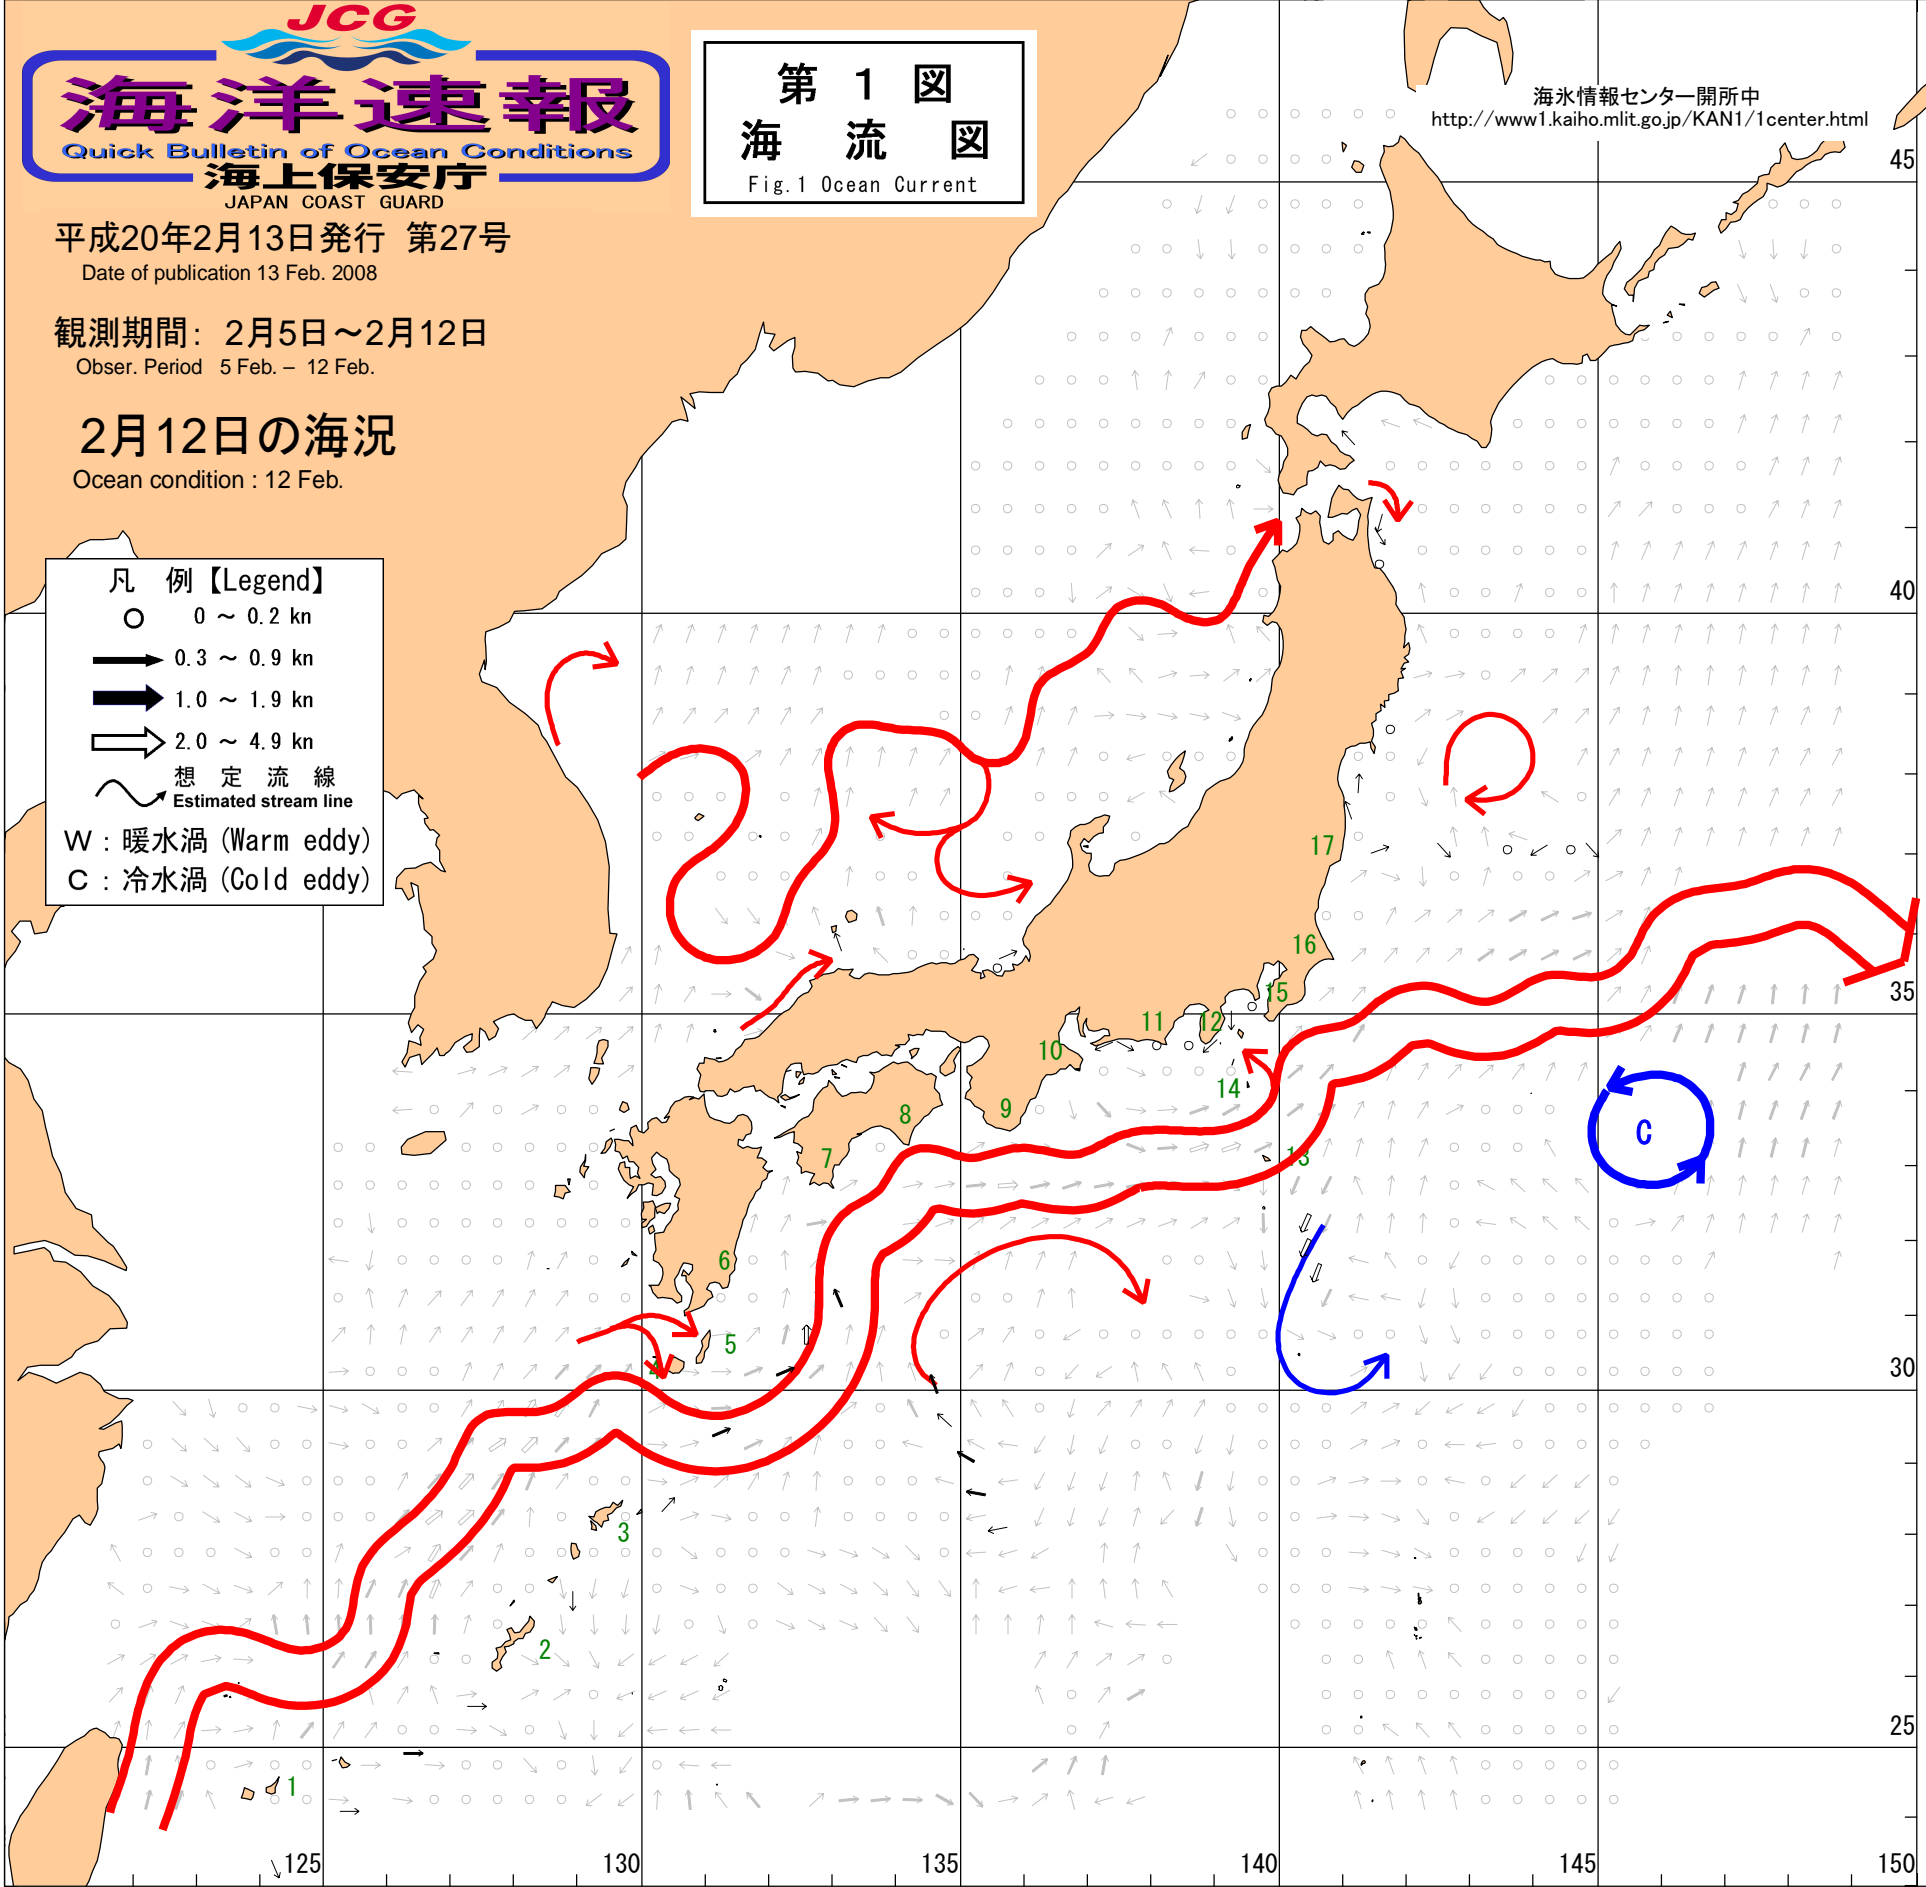 JCG
海洋速報
Quick Bulletin of Ocean Conditions
海上保安庁
JAPAN COAST GUARD
平成20年2月13日発行 第27号
Date of publication 13 Feb. 2008
観測期間: 2月5日～2月12日
Obser. Period 5 Feb. – 12 Feb.
2月12日の海況
Ocean condition : 12 Feb.
第 1 図
海 流 図
Fig.1 Ocean Current
海氷情報センター開所中
http://www1.kaiho.mlit.go.jp/KAN1/1center.html
凡 例【Legend】
0 ～ 0.2 kn
0.3 ～ 0.9 kn
1.0 ～ 1.9 kn
2.0 ～ 4.9 kn
想 定 流 線
Estimated stream line
W : 暖水渦 (Warm eddy)
C : 冷水渦 (Cold eddy)
45
40
17
16
35
15
11
12
10
14
9
8
C
7
13
6
5
4
30
3
2
25
1
125
130
135
140
145
150